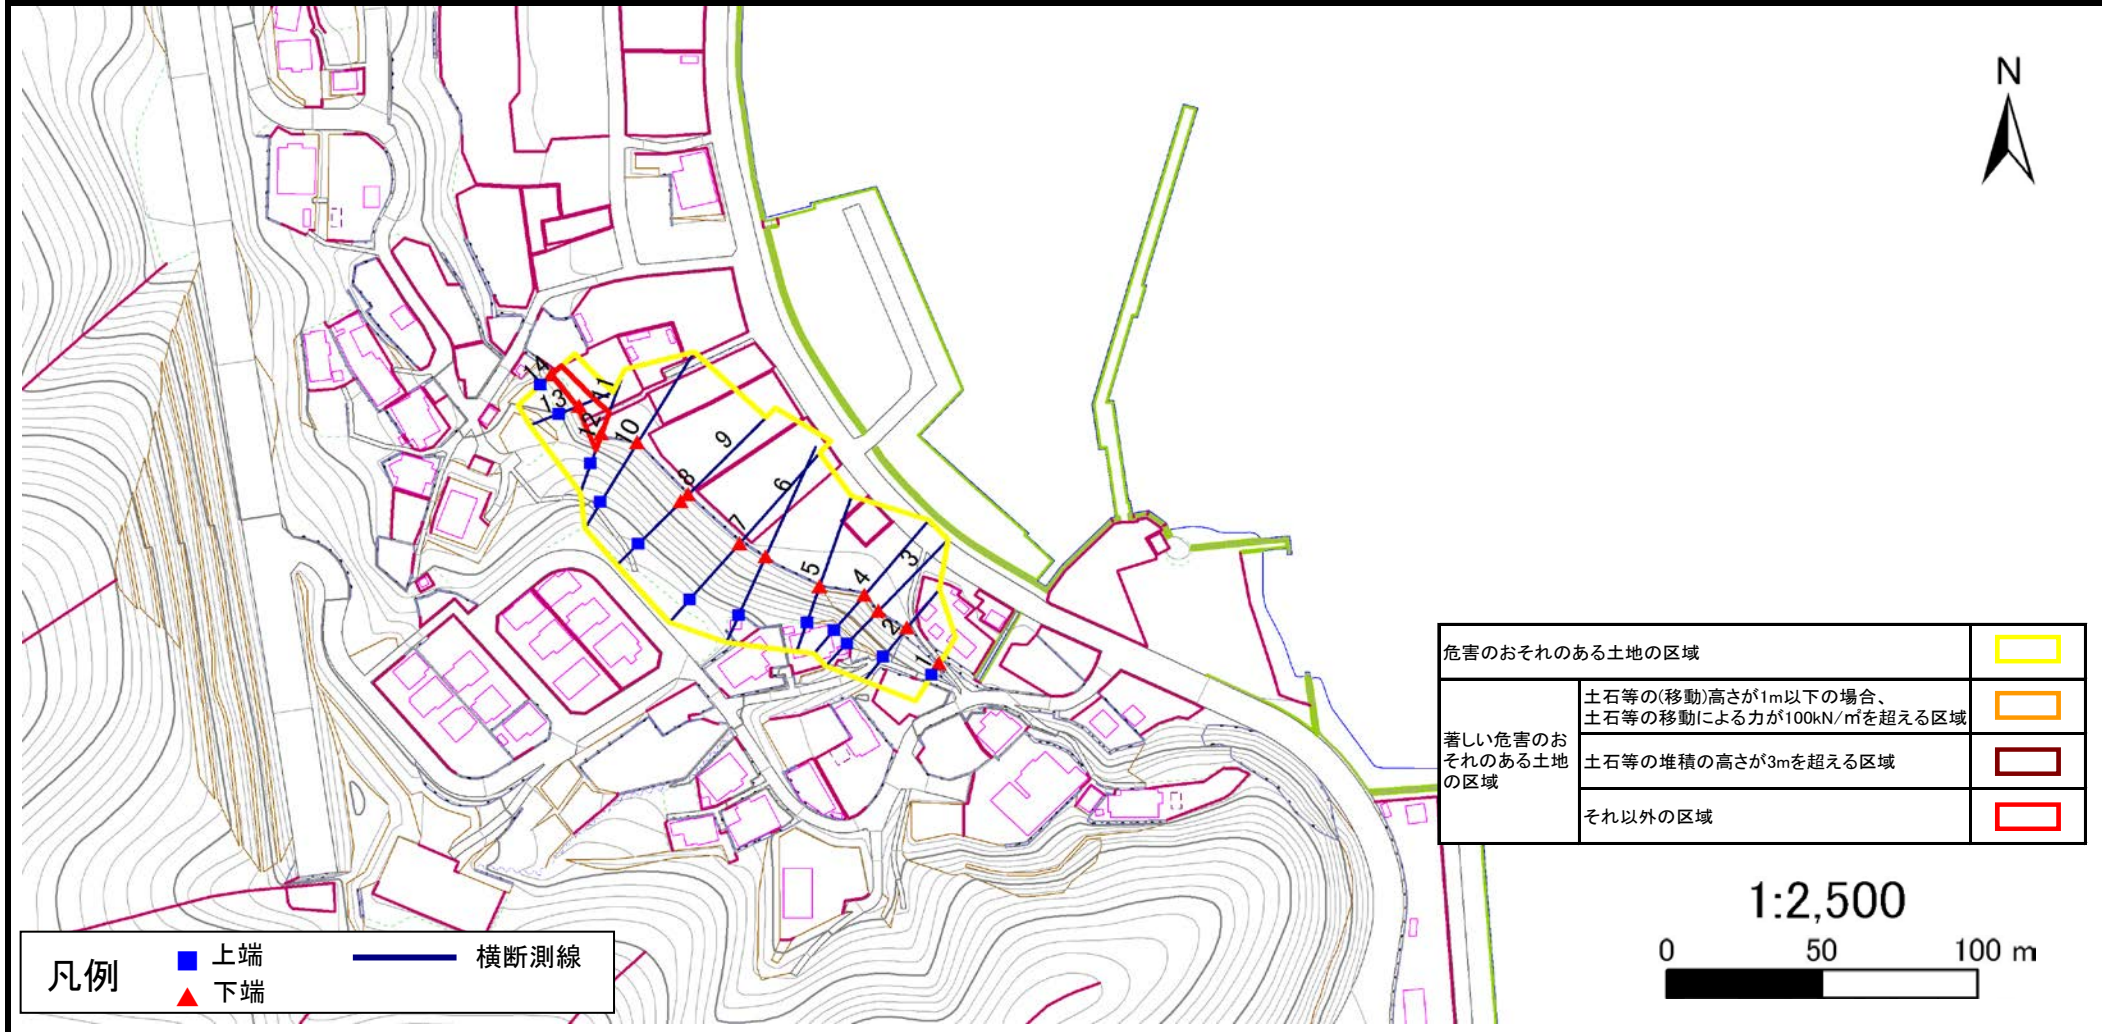 N
14
13
12
11
10
9
8
7
6
5
4
3
2
1
危害のおそれのある土地の区域
著しい危害のお
それのある土地
の区域
土石等の(移動)高さが1m以下の場合、
土石等の移動による力が100kN/㎡を超える区域
土石等の堆積の高さが3mを超える区域
それ以外の区域
1:2,500
0 50 100 m
凡例
上端
下端
横断測線